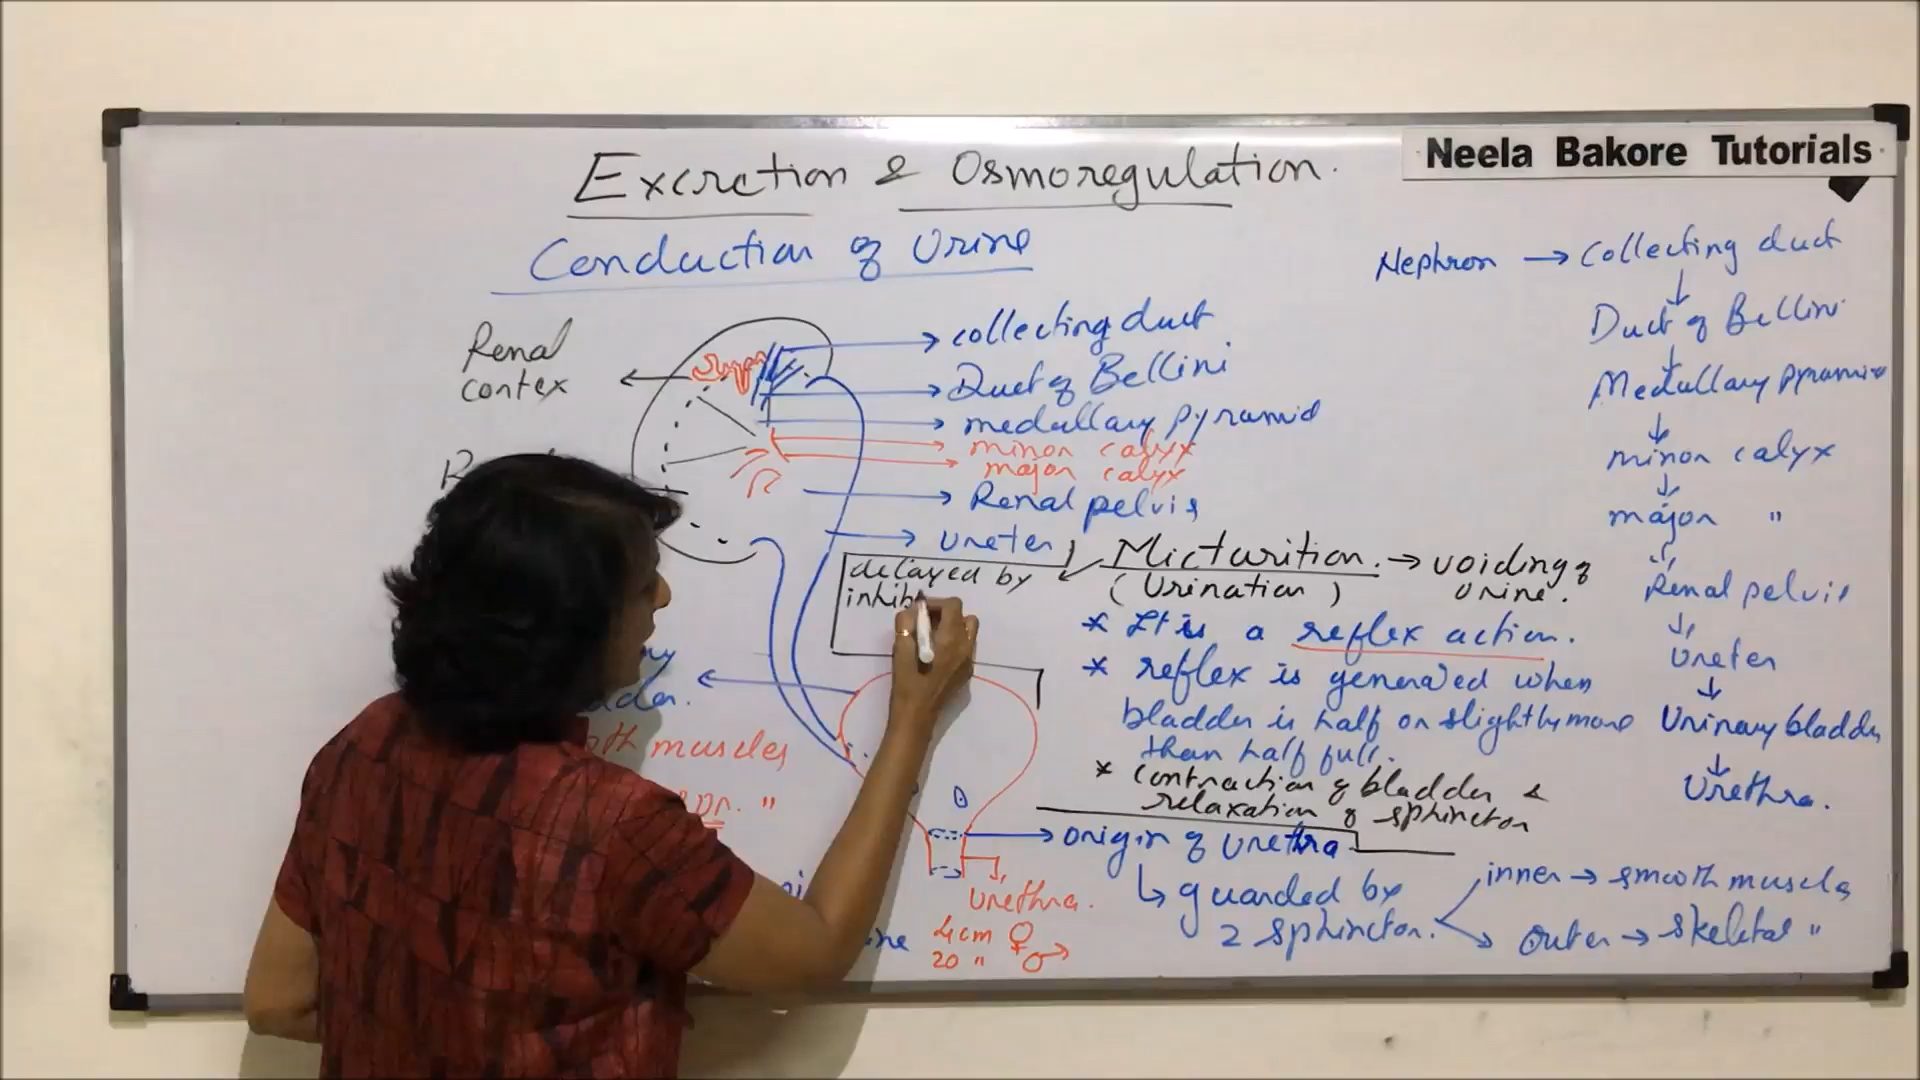 Neela Bakore Tutorials
Excretion & Osmoregulation.
Conduction of Urine
Renal
cortex
collecting duct
Duct of Bellini
medullary pyramid
minor calyx
major calyx
Renal pelvis
ureter
delayed by
Micturition. → voiding of
urine.
(Urination)
* It is a reflex action.
* reflex is generated when
bladder is half or slightly more
than half full.
* contraction of bladder &
relaxation of sphincter
origin of urethra
↳ guarded by
2 sphincter.
inner → smooth muscles
outer → skeletal "
muscles
urethra.
4cm ♀
20 " ♂
Nephron → Collecting duct
↓
Duct of Bellini
↓
Medullary pyramid
↓
minor calyx
↓
major "
↓
Renal pelvis
↓
Ureter
↓
Urinary bladder
↓
Urethra.